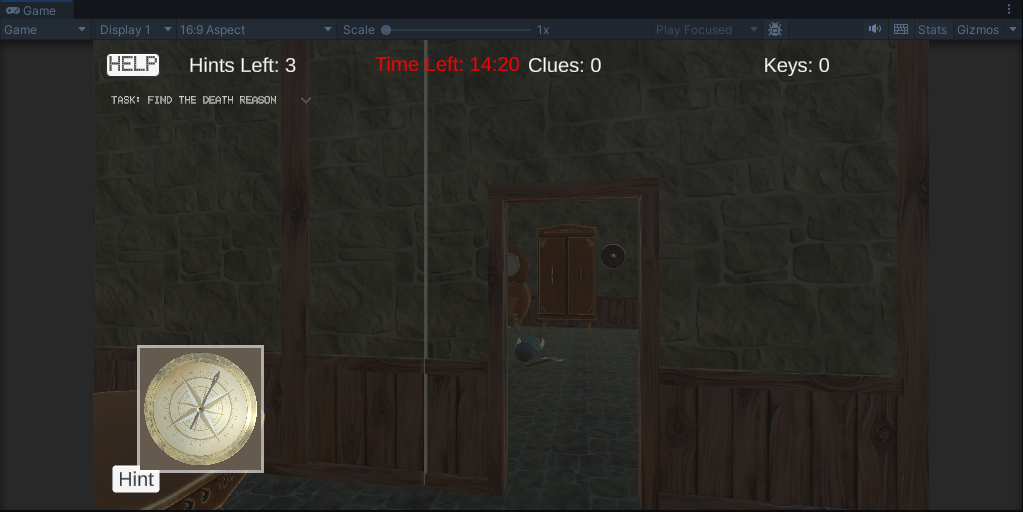 Game
Game Display 1 16:9 Aspect Scale 1x Play Focused Stats Gizmos
HELP Hints Left: 3 Time Left: 14:20 Clues: 0 Keys: 0
TASK: FIND THE DEATH REASON
Hint